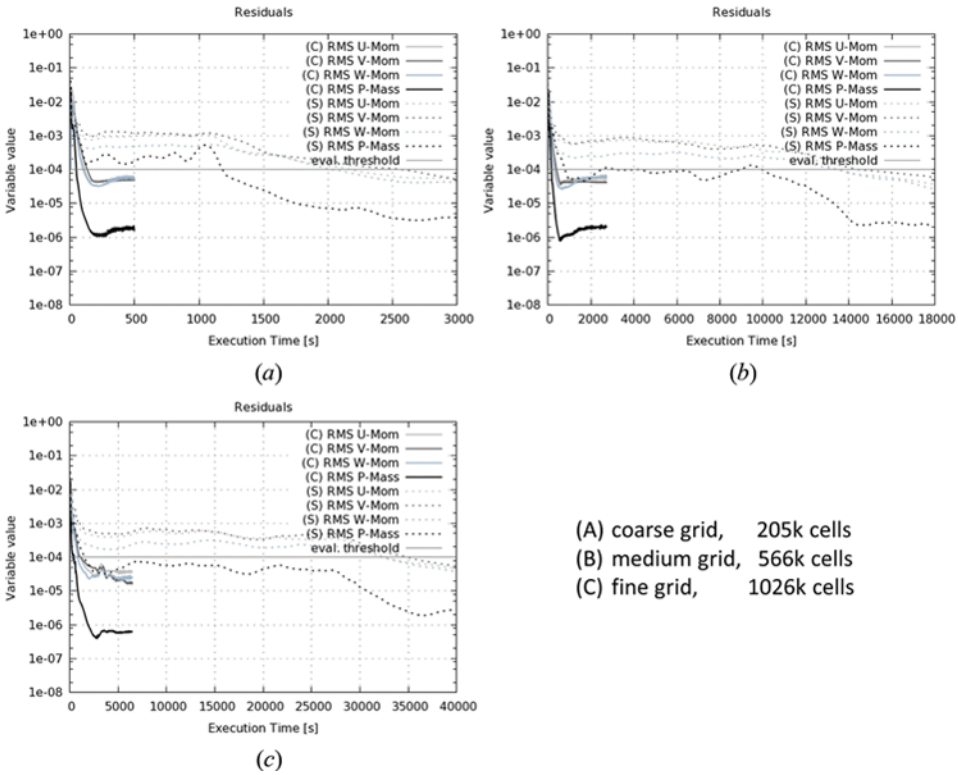 Residuals
Variable value
1e+00
1e-01
1e-02
1e-03
1e-04
1e-05
1e-06
1e-07
1e-08
(C) RMS U-Mom
(C) RMS V-Mom
(C) RMS W-Mom
(C) RMS P-Mass
(S) RMS U-Mom
(S) RMS V-Mom
(S) RMS W-Mom
(S) RMS P-Mass
eval. threshold
0 500 1000 1500 2000 2500 3000
Execution Time [s]
(a)
Residuals
Variable value
1e+00
1e-01
1e-02
1e-03
1e-04
1e-05
1e-06
1e-07
1e-08
(C) RMS U-Mom
(C) RMS V-Mom
(C) RMS W-Mom
(C) RMS P-Mass
(S) RMS U-Mom
(S) RMS V-Mom
(S) RMS W-Mom
(S) RMS P-Mass
eval. threshold
0 2000 4000 6000 8000 10000 12000 14000 16000 18000
Execution Time [s]
(b)
Residuals
Variable value
1e+00
1e-01
1e-02
1e-03
1e-04
1e-05
1e-06
1e-07
1e-08
(C) RMS U-Mom
(C) RMS V-Mom
(C) RMS W-Mom
(C) RMS P-Mass
(S) RMS U-Mom
(S) RMS V-Mom
(S) RMS W-Mom
(S) RMS P-Mass
eval. threshold
0 5000 10000 15000 20000 25000 30000 35000 40000
Execution Time [s]
(c)
(A) coarse grid, 205k cells
(B) medium grid, 566k cells
(C) fine grid, 1026k cells